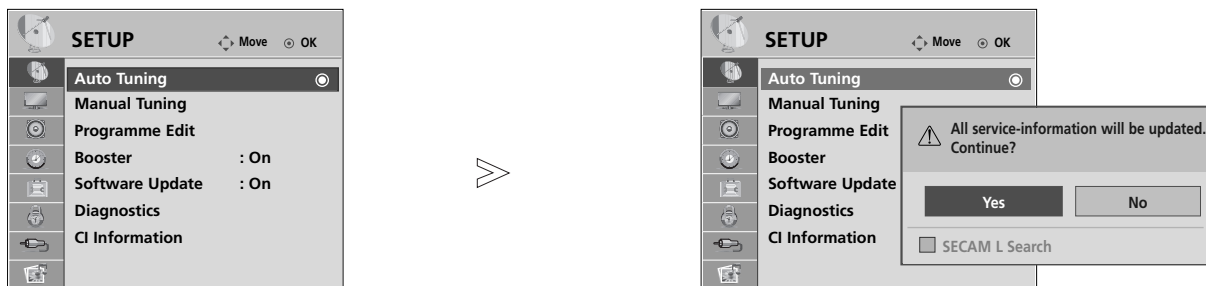 SETUP
Move OK
Auto Tuning
Manual Tuning
Programme Edit
Booster : On
Software Update : On
Diagnostics
CI Information
SETUP
Move OK
Auto Tuning
Manual Tuning
Programme Edit
Booster
Software Update
Diagnostics
CI Information
All service-information will be updated.
Continue?
Yes No
SECAM L Search